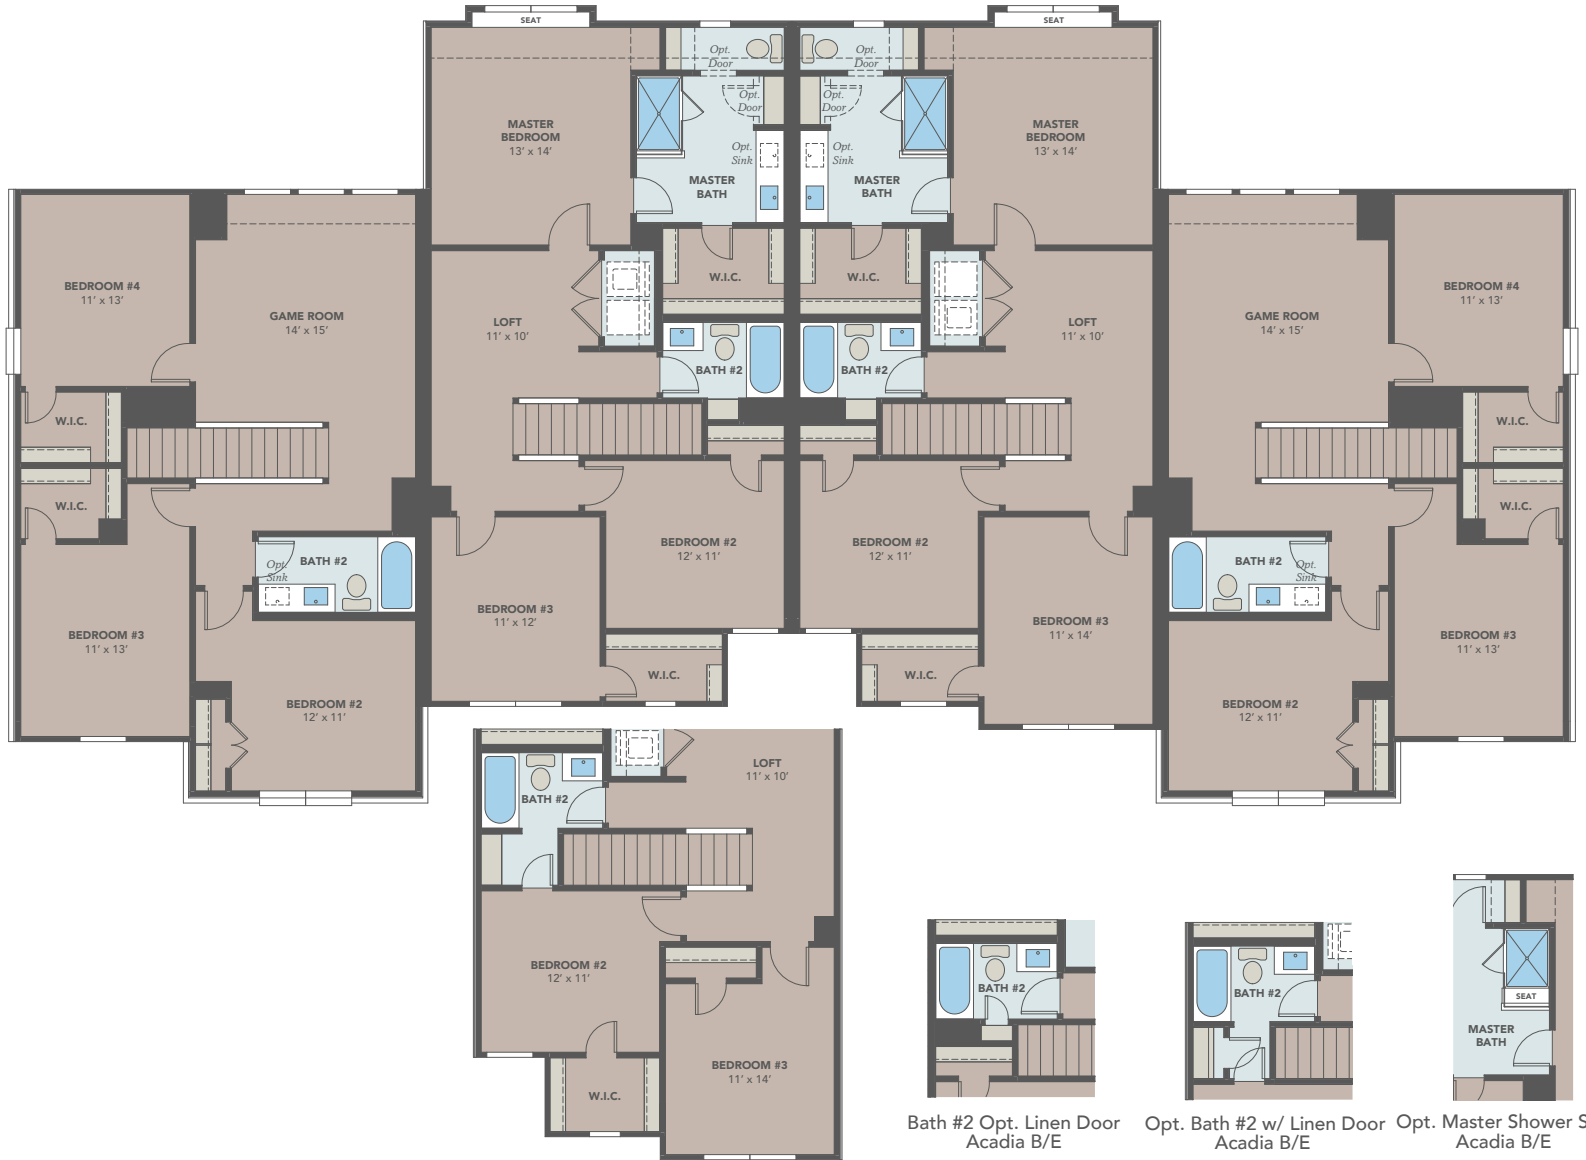 SEAT
SEAT
Opt.
Door
Opt.
Door
Opt.
Door
Opt.
Door
MASTER
BEDROOM
13' x 14'
MASTER
BEDROOM
13' x 14'
Opt.
Sink
Opt.
Sink
MASTER
BATH
MASTER
BATH
W.I.C.
W.I.C.
BEDROOM #4
11' x 13'
GAME ROOM
14' x 15'
LOFT
11' x 10'
LOFT
11' x 10'
GAME ROOM
14' x 15'
BEDROOM #4
11' x 13'
BATH #2
BATH #2
W.I.C.
W.I.C.
W.I.C.
W.I.C.
BEDROOM #2
12' x 11'
BEDROOM #2
12' x 11'
BATH #2
Opt.
Sink
BATH #2
Opt.
Sink
BEDROOM #3
11' x 13'
BEDROOM #3
11' x 12'
BEDROOM #3
11' x 14'
BEDROOM #3
11' x 13'
W.I.C.
W.I.C.
BEDROOM #2
12' x 11'
BEDROOM #2
12' x 11'
LOFT
11' x 10'
BATH #2
BEDROOM #2
12' x 11'
BEDROOM #3
11' x 14'
W.I.C.
BATH #2
Bath #2 Opt. Linen Door
Acadia B/E
BATH #2
Opt. Bath #2 w/ Linen Door
Acadia B/E
SEAT
MASTER
BATH
Opt. Master Shower S
Acadia B/E